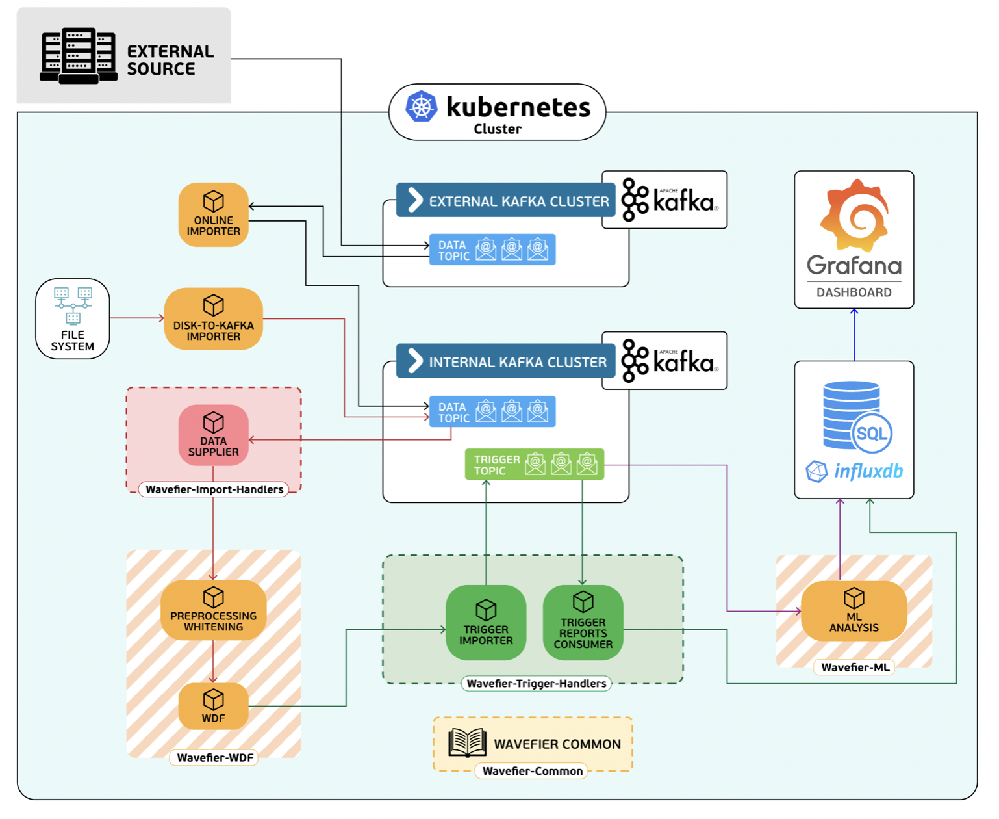 EXTERNAL
SOURCE
kubernetes
Cluster
ONLINE
IMPORTER
EXTERNAL KAFKA CLUSTER
APACHE
kafka®
DATA
TOPIC
Grafana
DASHBOARD
FILE
SYSTEM
DISK-TO-KAFKA
IMPORTER
INTERNAL KAFKA CLUSTER
APACHE
kafka®
DATA
TOPIC
DATA
SUPPLIER
Wavefier-Import-Handlers
TRIGGER
TOPIC
SQL
influxdb
PREPROCESSING
WHITENING
WDF
Wavefier-WDF
TRIGGER
IMPORTER
TRIGGER
REPORTS
CONSUMER
Wavefier-Trigger-Handlers
ML
ANALYSIS
Wavefier-ML
WAVEFIER COMMON
Wavefier-Common